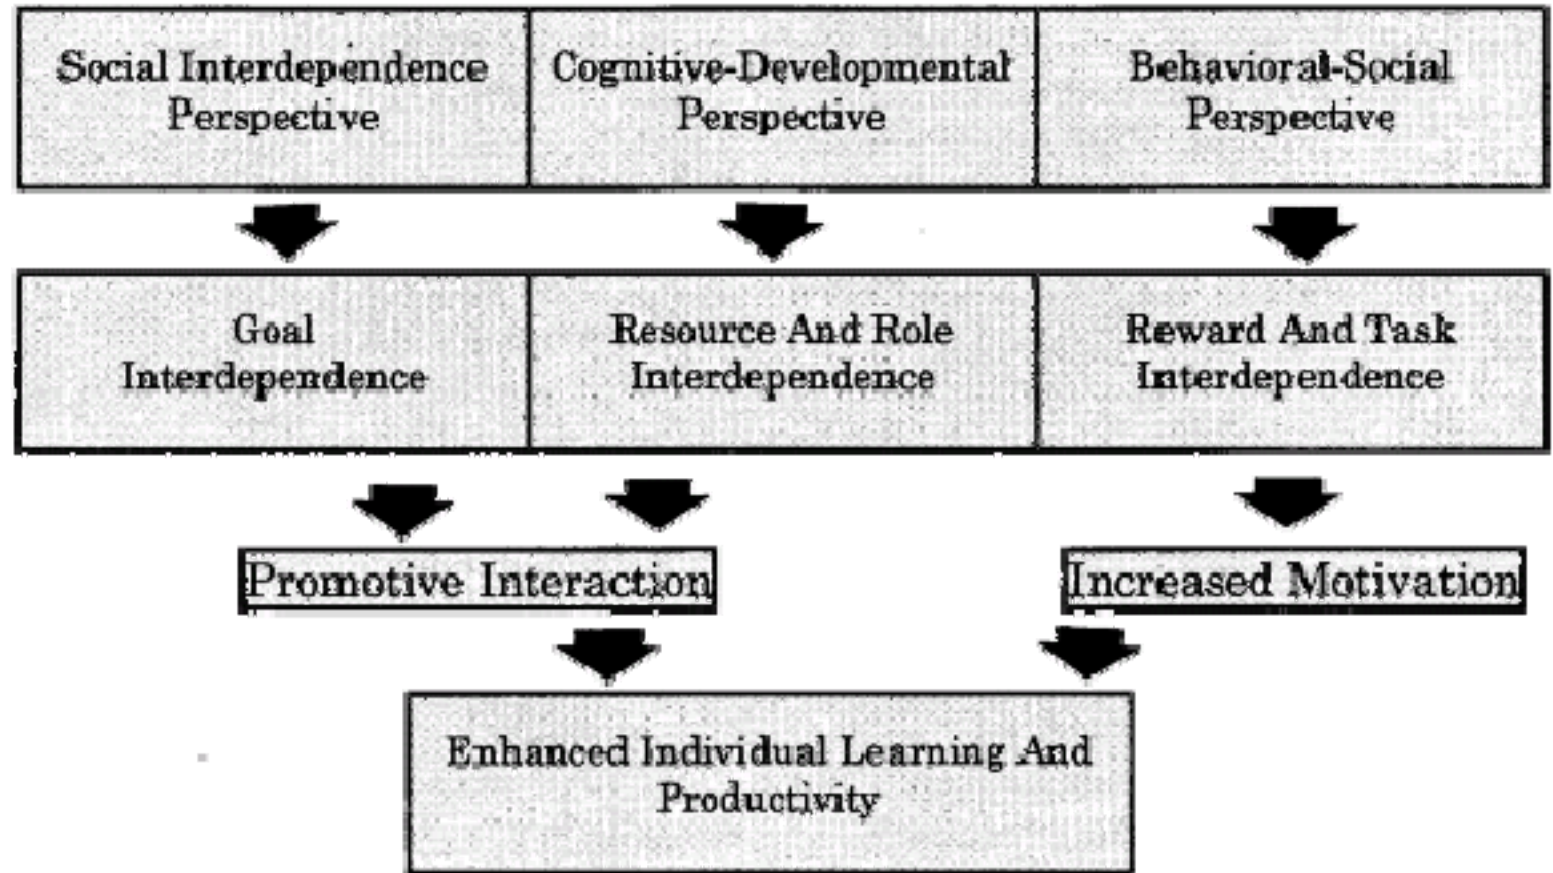 Social Interdependence
Perspective
Cognitive-Developmental
Perspective
Behavioral-Social
Perspective
Goal
Interdependence
Resource And Role
Interdependence
Reward And Task
Interdependence
Promotive Interaction
Increased Motivation
Enhanced Individual Learning And
Productivity